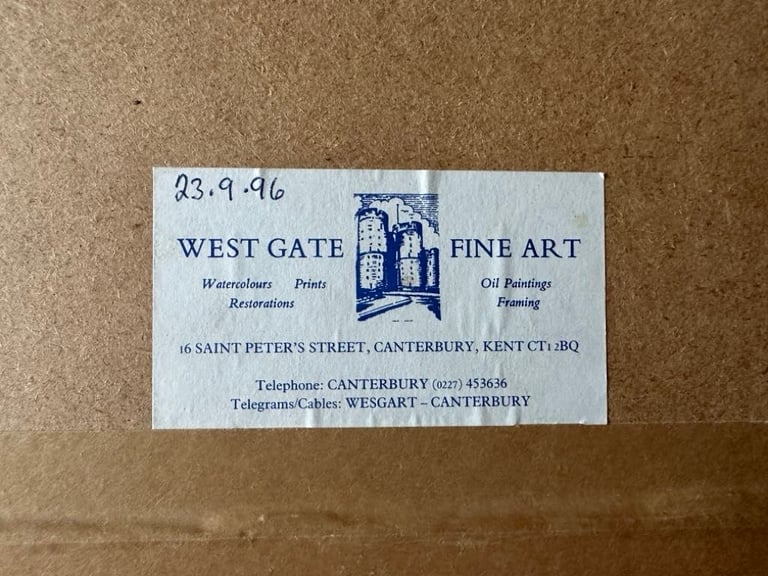 23.9.96
WEST GATE FINE ART
Watercolours Prints Oil Paintings
Restorations Framing
16 SAINT PETER'S STREET, CANTERBURY, KENT CT1 2BQ
Telephone: CANTERBURY (0227) 453636
Telegrams/Cables: WESGART – CANTERBURY